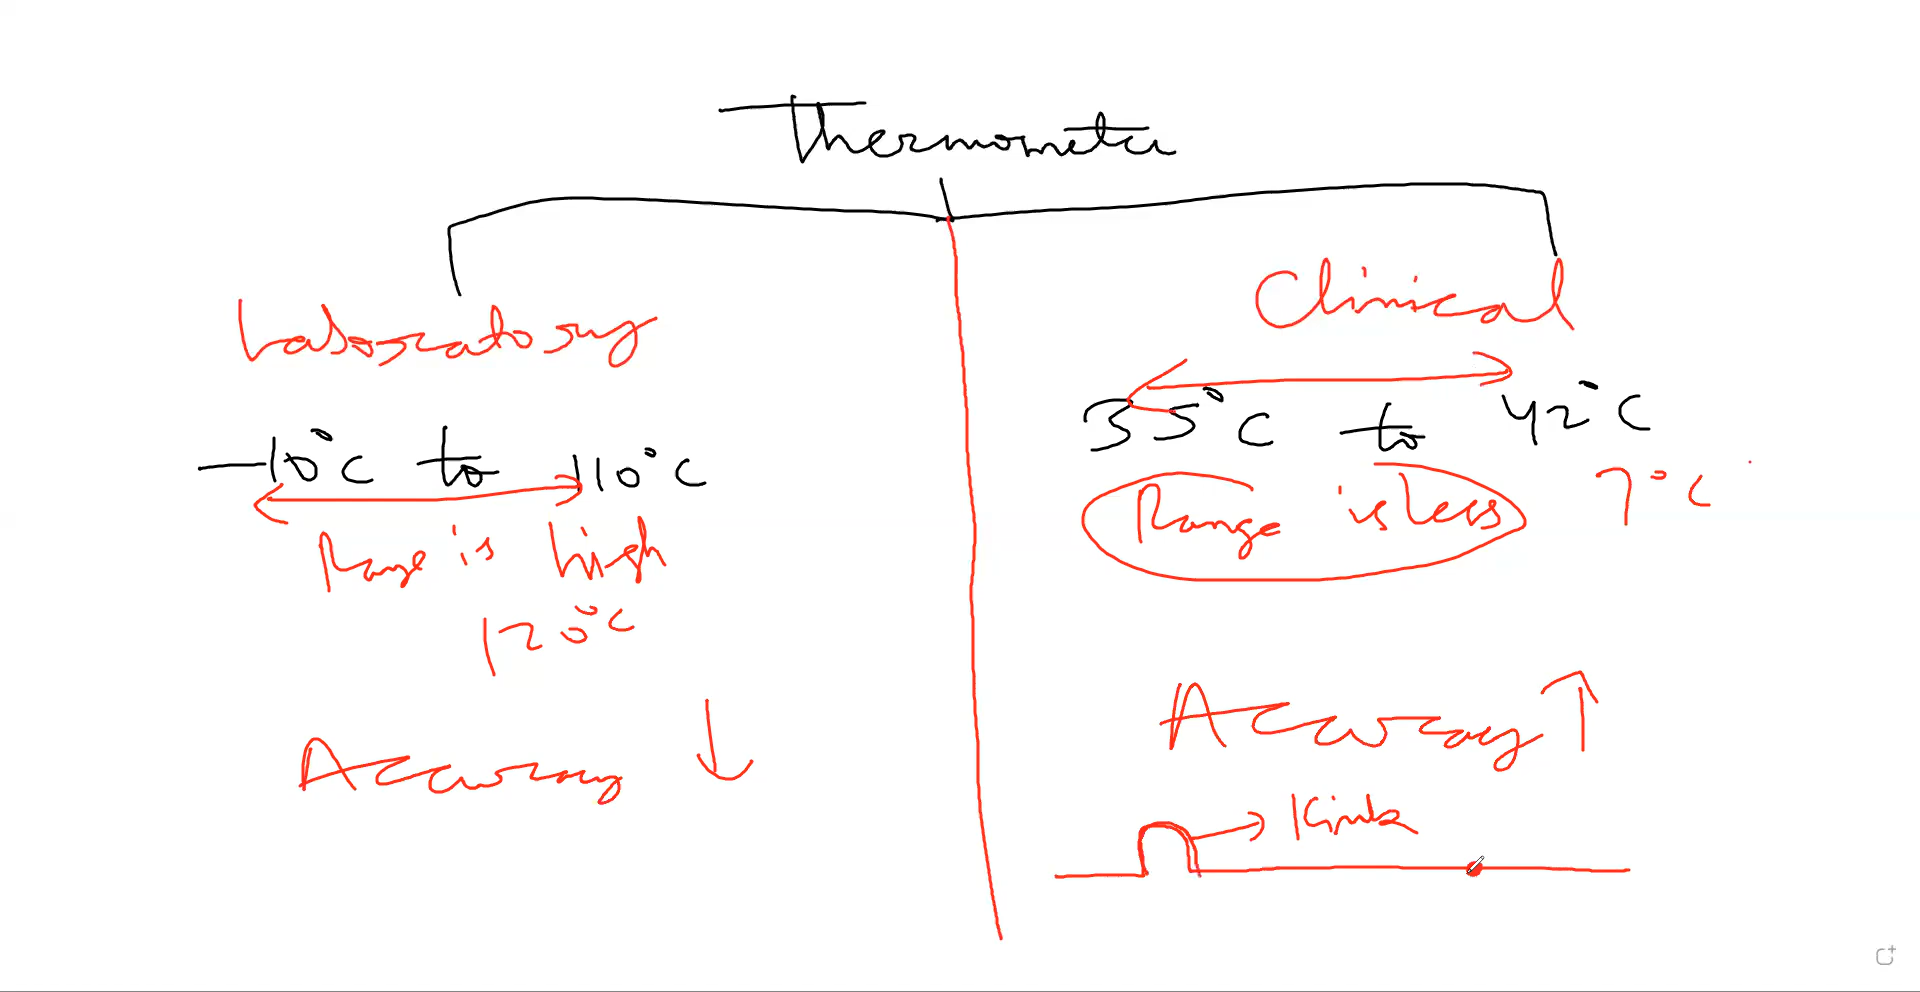 Thermometer
Laboratory
-10°C to 110°C
Range is high
120°C
Accuracy ↓
Clinical
35°C to 42°C
Range is less 7°C
Accuracy ↑
→ Kink